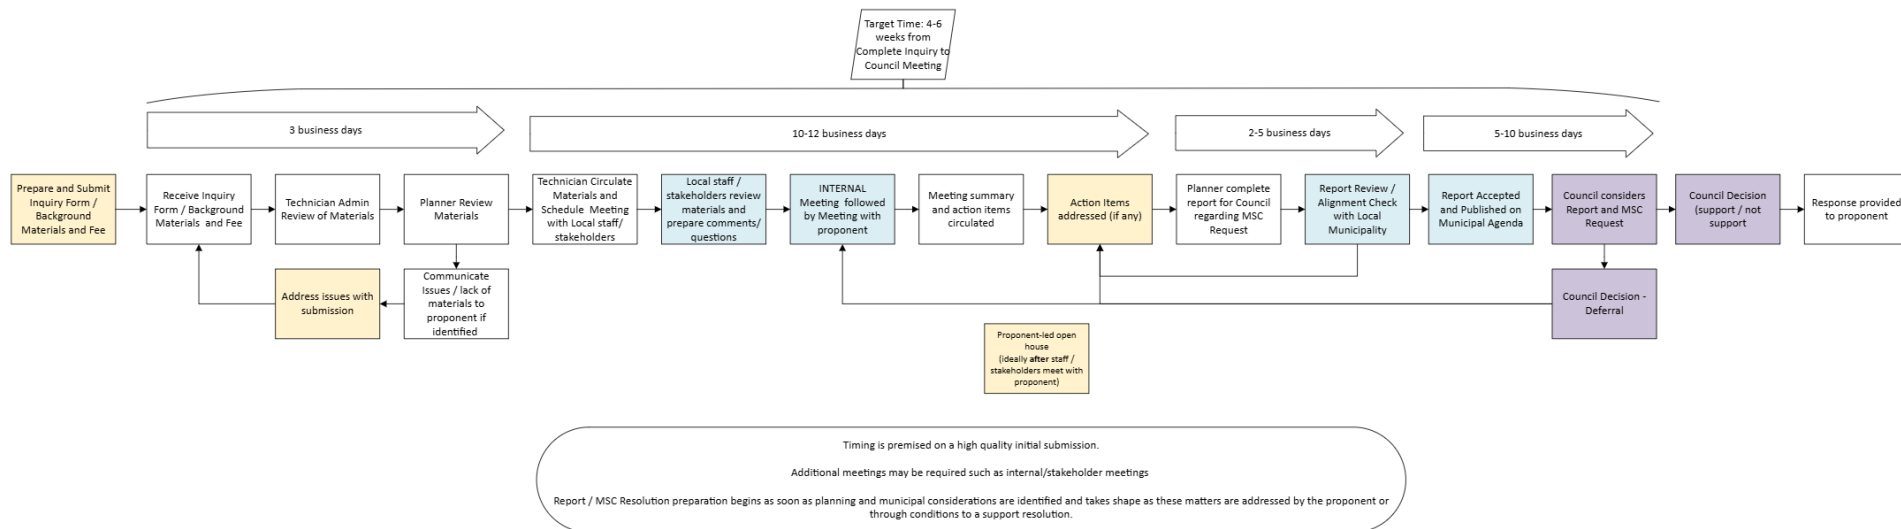 Target Time: 4-6
weeks from
Complete Inquiry to
Council Meeting
3 business days
10-12 business days
2-5 business days
5-10 business days
Prepare and Submit
Inquiry Form /
Background
Materials and Fee
Receive Inquiry
Form / Background
Materials and Fee
Technician Admin
Review of Materials
Planner Review
Materials
Technician Circulate
Materials and
Schedule Meeting
with Local staff/
stakeholders
Local staff /
stakeholders review
materials and
prepare comments/
questions
INTERNAL
Meeting followed
by Meeting with
proponent
Meeting summary
and action items
circulated
Action Items
addressed (if any)
Planner complete
report for Council
regarding MSC
Request
Report Review /
Alignment Check
with Local
Municipality
Report Accepted
and Published on
Municipal Agenda
Council considers
Report and MSC
Request
Council Decision
(support / not
support
Response provided
to proponent
Address issues with
submission
Communicate
Issues / lack of
materials to
proponent if
identified
Council Decision -
Deferral
Proponent-led open
house
(ideally after staff /
stakeholders meet with
proponent)
Timing is premised on a high quality initial submission.
Additional meetings may be required such as internal/stakeholder meetings
Report / MSC Resolution preparation begins as soon as planning and municipal considerations are identified and takes shape as these matters are addressed by the proponent or
through conditions to a support resolution.